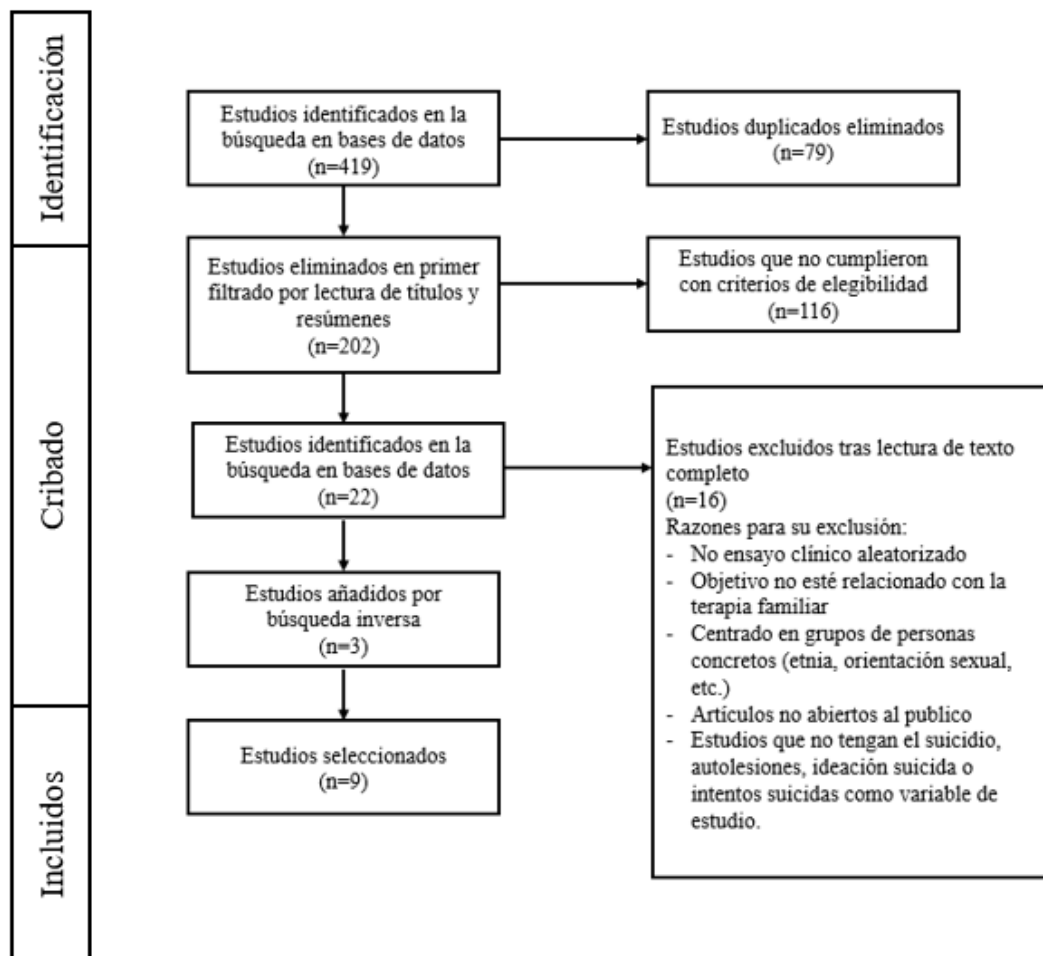 Identificación
Estudios identificados en la
búsqueda en bases de datos
(n=419)
Estudios duplicados eliminados
(n=79)
Cribado
Estudios eliminados en primer
filtrado por lectura de títulos y
resúmenes
(n=202)
Estudios que no cumplieron
con criterios de elegibilidad
(n=116)
Estudios identificados en la
búsqueda en bases de datos
(n=22)
Estudios excluidos tras lectura de texto
completo
(n=16)
Razones para su exclusión:
- No ensayo clínico aleatorizado
- Objetivo no esté relacionado con la
terapia familiar
- Centrado en grupos de personas
concretos (etnia, orientación sexual,
etc.)
- Artículos no abiertos al publico
- Estudios que no tengan el suicidio,
autolesiones, ideación suicida o
intentos suicidas como variable de
estudio.
Estudios añadidos por
búsqueda inversa
(n=3)
Incluidos
Estudios seleccionados
(n=9)